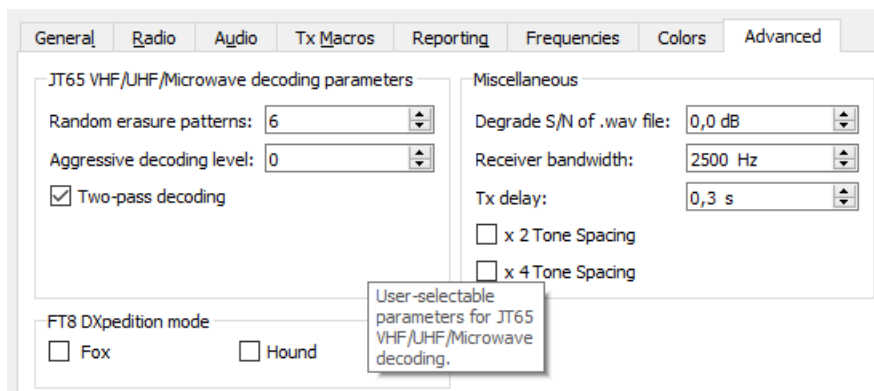 General Radio Audio Tx Macros Reporting Frequencies Colors Advanced
JT65 VHF/UHF/Microwave decoding parameters
Random erasure patterns: 6
Aggressive decoding level: 0
Two-pass decoding
Miscellaneous
Degrade S/N of .wav file: 0,0 dB
Receiver bandwidth: 2500 Hz
Tx delay: 0,3 s
x 2 Tone Spacing
x 4 Tone Spacing
User-selectable
parameters for JT65
VHF/UHF/Microwave
decoding.
FT8 DXpedition mode
Fox Hound